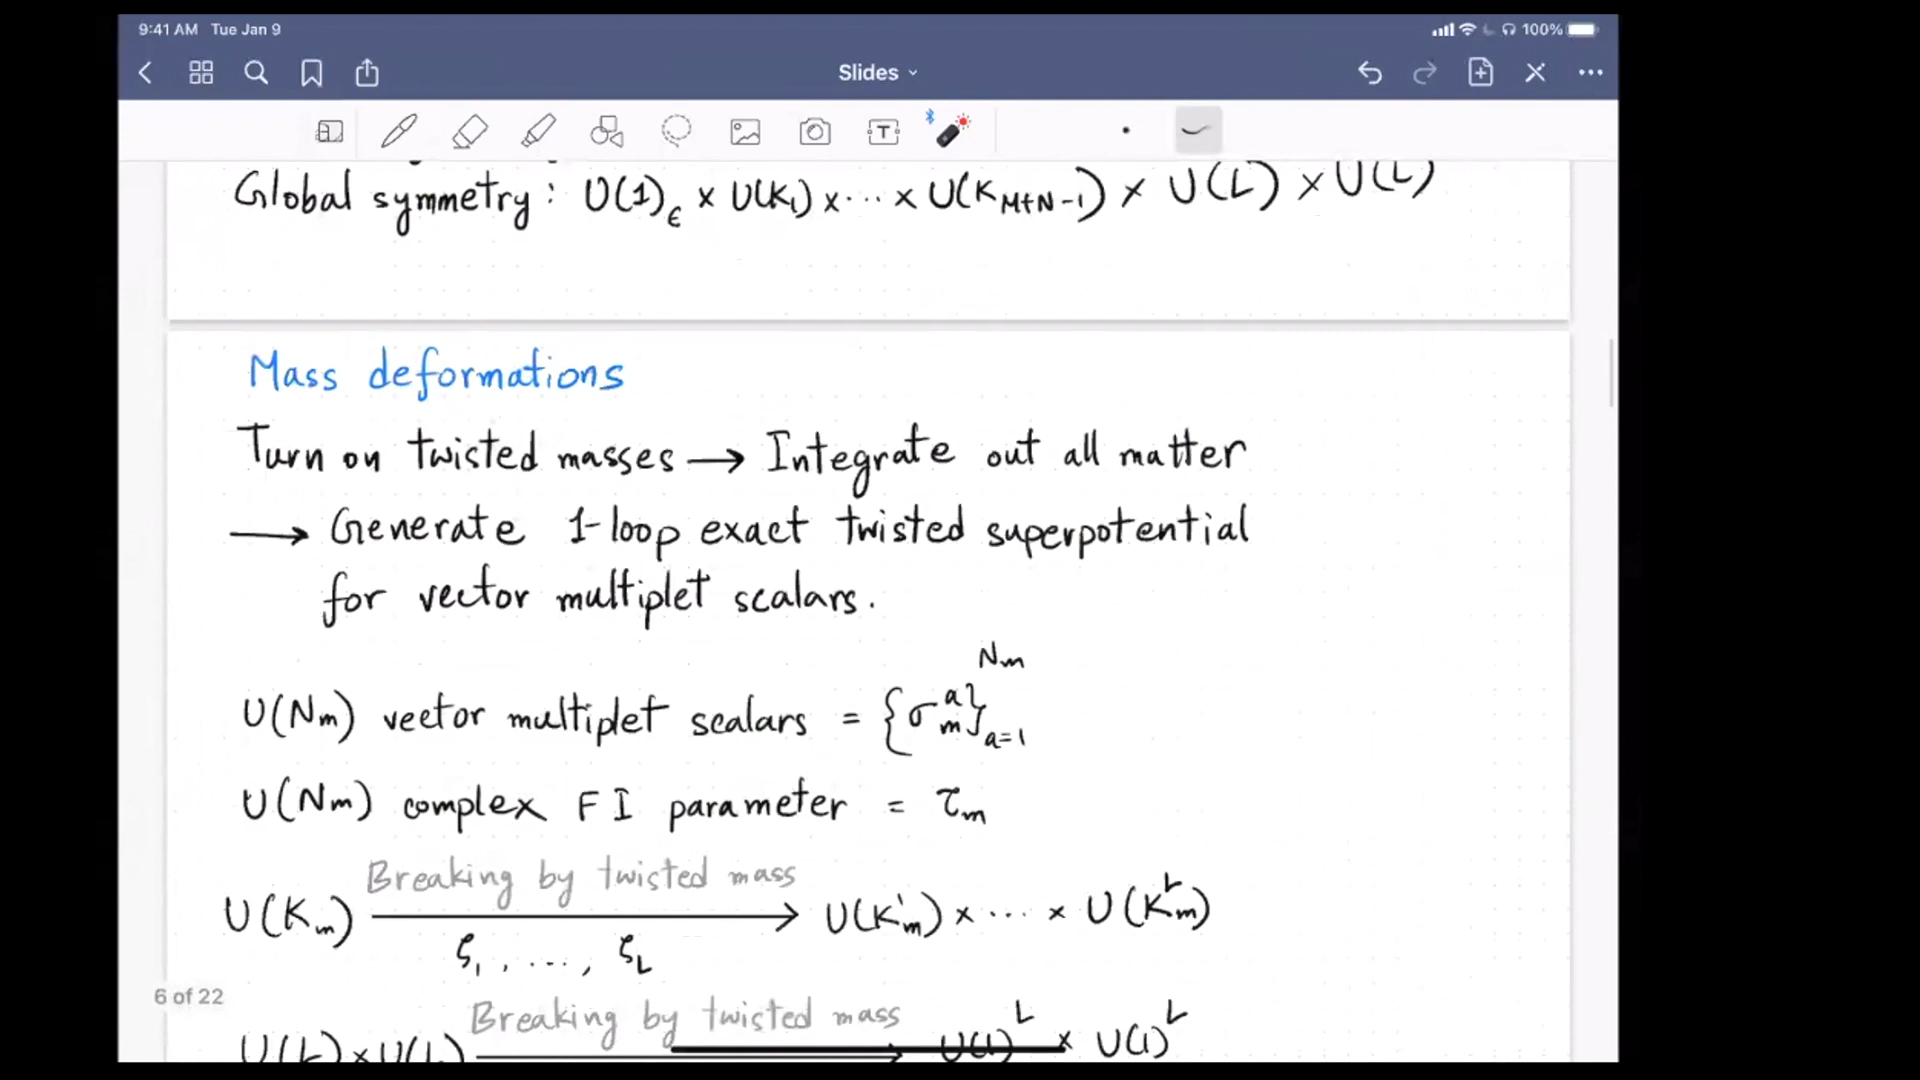 9:41 AM Tue Jan 9
100%
Slides
Global symmetry : U(1)_ϵ × U(K_1) × ··· × U(K_{M+N-1}) × U(L) × U(L)
Mass deformations
Turn on twisted masses → Integrate out all matter
→ Generate 1-loop exact twisted superpotential
for vector multiplet scalars.
U(N_m) vector multiplet scalars = {σ_m^a}_{a=1}^{N_m}
U(N_m) complex FI parameter = τ_m
Breaking by twisted mass
U(K_m) → U(K_m^1) × ··· × U(K_m^L)
ζ_1, ···, ζ_L
6 of 22
Breaking by twisted mass
U(L) × U(L) → U(1)^L × U(1)^L